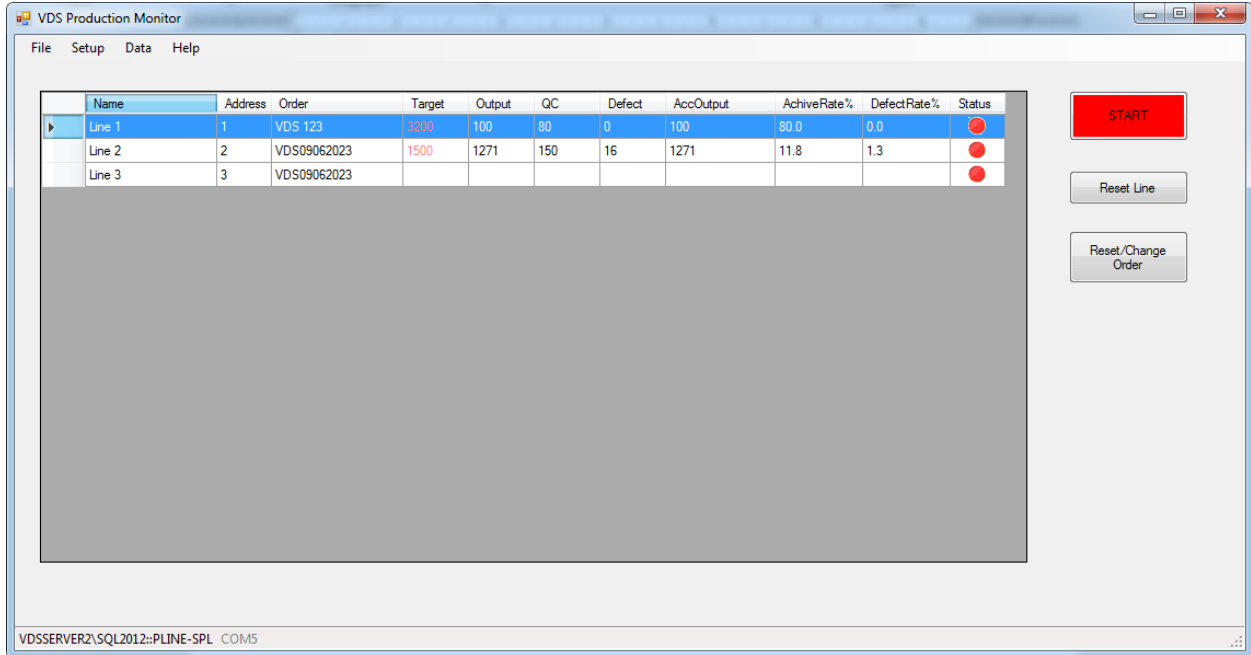 VDS Production Monitor
File Setup Data Help
Name Address Order Target Output QC Defect AccOutput AchiveRate% DefectRate% Status
Line 1 1 VDS 123 3200 100 80 0 100 80.0 0.0
Line 2 2 VDS09062023 1500 1271 150 16 1271 11.8 1.3
Line 3 3 VDS09062023
START
Reset Line
Reset/Change
Order
VDSSERVER2\SQL2012::PLINE-SPL COM5